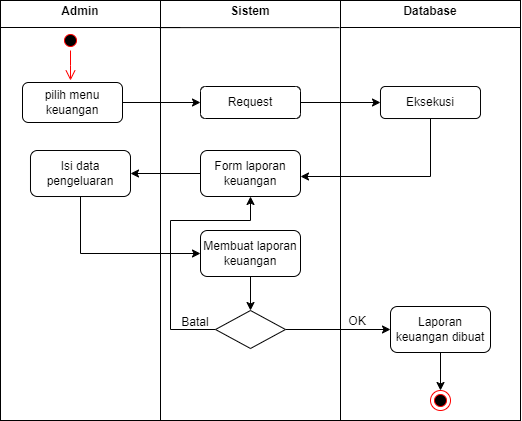 Admin
Sistem
Database
pilih menu
keuangan
Request
Eksekusi
Isi data
pengeluaran
Form laporan
keuangan
Membuat laporan
keuangan
Batal
OK
Laporan
keuangan dibuat